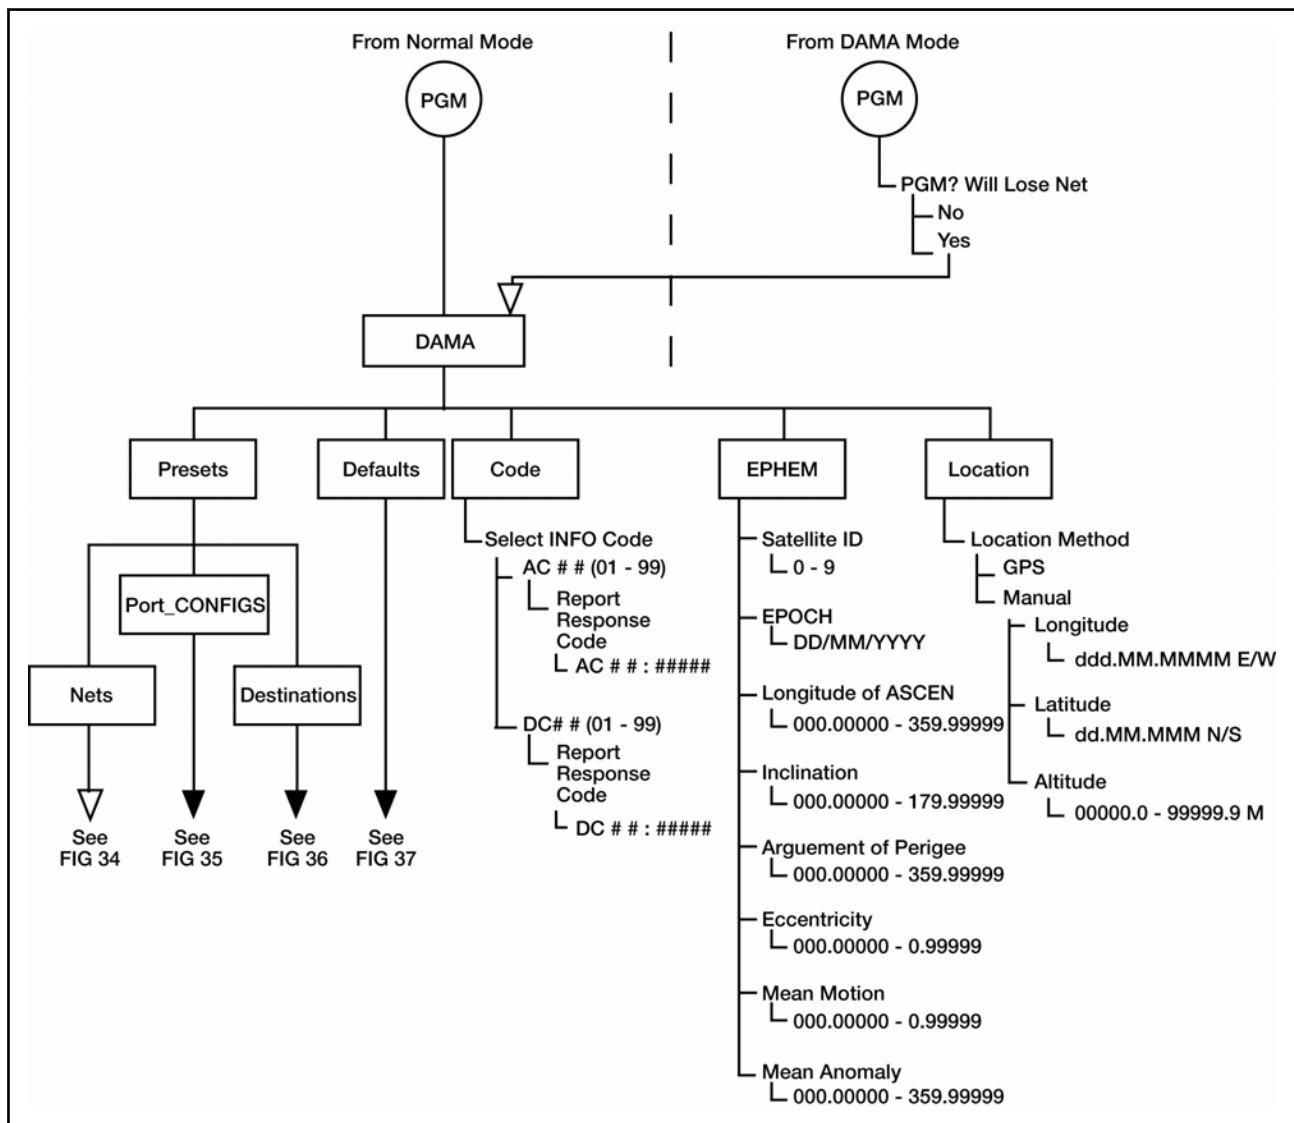 From Normal Mode
From DAMA Mode
PGM
PGM
PGM? Will Lose Net
No
Yes
DAMA
Presets
Defaults
Code
EPHEM
Location
Port_CONFIGS
Nets
Destinations
See
FIG 34
See
FIG 35
See
FIG 36
See
FIG 37
Select INFO Code
AC # # (01 - 99)
Report
Response
Code
AC # # : #####
DC# # (01 - 99)
Report
Response
Code
DC # # : #####
Satellite ID
0 - 9
EPOCH
DD/MM/YYYY
Longitude of ASCEN
000.00000 - 359.99999
Inclination
000.00000 - 179.99999
Arguement of Perigee
000.00000 - 359.99999
Eccentricity
000.00000 - 0.99999
Mean Motion
000.00000 - 0.99999
Mean Anomaly
000.00000 - 359.99999
Location Method
GPS
Manual
Longitude
ddd.MM.MMMM E/W
Latitude
dd.MM.MMM N/S
Altitude
00000.0 - 99999.9 M